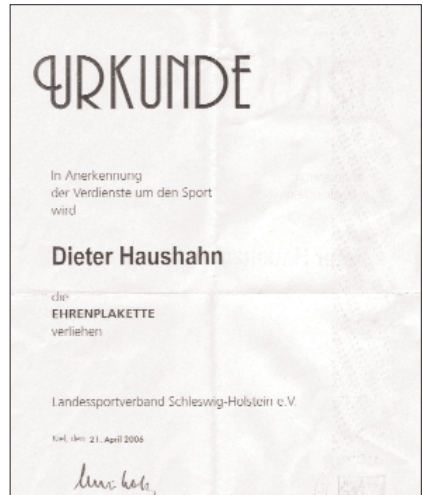 URKUNDE
In Anerkennung
der Verdienste um den Sport
wird
Dieter Haushahn
die
EHRENPLAKETTE
verliehen
Landessportverband Schleswig-Holstein e.V.
Kiel, den 21. April 2006